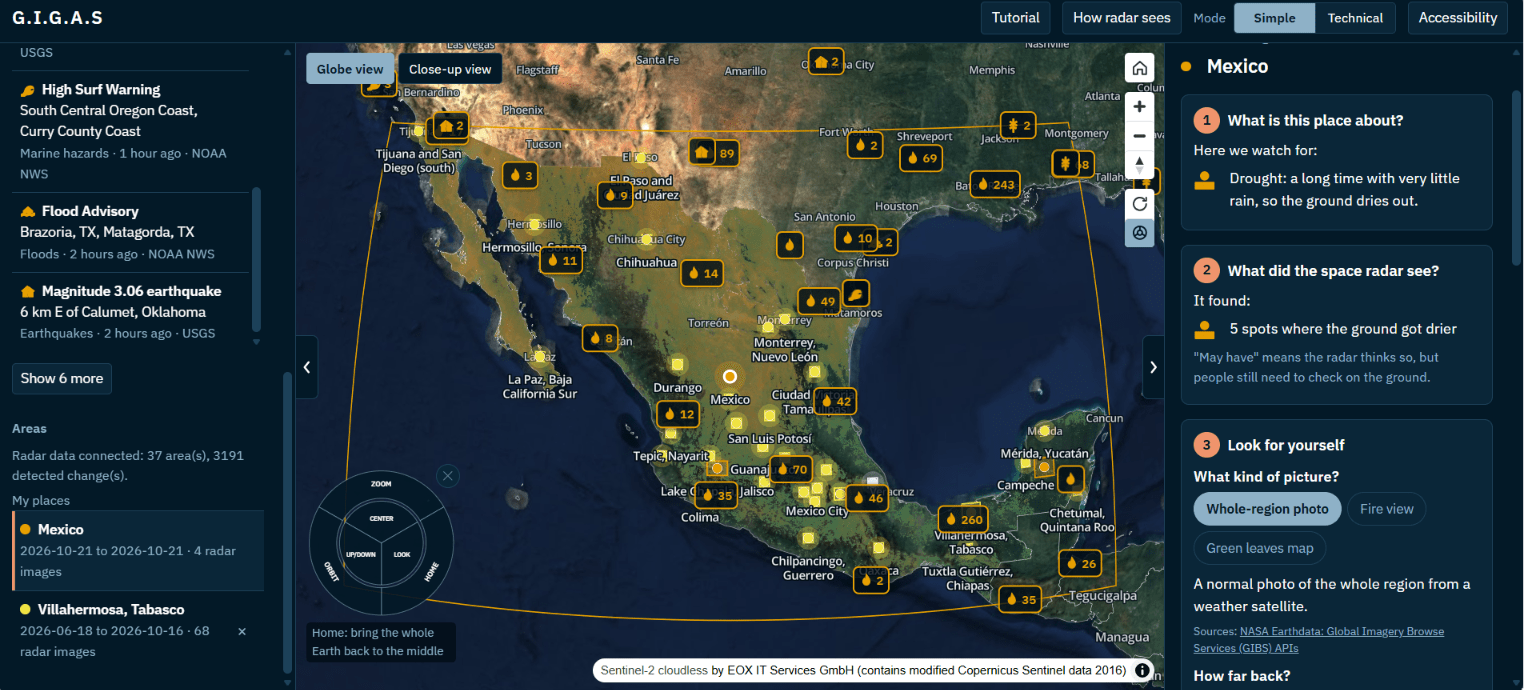 G.I.G.A.S
Tutorial
How radar sees
Mode
Simple
Technical
Accessibility
USGS
High Surf Warning
South Central Oregon Coast,
Curry County Coast
Marine hazards · 1 hour ago · NOAA
NWS
Flood Advisory
Brazoria, TX, Matagorda, TX
Floods · 2 hours ago · NOAA NWS
Magnitude 3.06 earthquake
6 km E of Calumet, Oklahoma
Earthquakes · 2 hours ago · USGS
Show 6 more
Areas
Radar data connected: 37 area(s), 3191
detected change(s).
My places
Mexico
2026-10-21 to 2026-10-21 · 4 radar
images
Villahermosa, Tabasco
2026-06-18 to 2026-10-16 · 68
radar images
Globe view
Close-up view
Las Vegas
Flagstaff
Santa Fe
Amarillo
2
Memphis
Nashville
Atlanta
Phoenix
2
Tijuana and San
Diego (south)
Tucson
3
El Paso
89
El Paso and
9
Fort Worth
2
Shreveport
69
2
Montgomery
243
Houston
San Antonio
Hermosillo
Hermosillo, Sonora
11
Chihuahua City
Chihuahua
14
10
2
Corpus Christi
49
Matamoros
Torreón
8
Monterrey
Monterrey,
Nuevo León
La Paz
La Paz, Baja
California Sur
Durango
Mexico
Ciudad
42
12
San Luis Potosí
Tepic, Nayarit
70
Jalisco
35
Colima
Mexico City
46
Cancun
Mérida
Mérida, Yucatán
Campeche
Chetumal,
Quintana Roo
260
Villahermosa,
Tabasco
Chilpancingo,
Guerrero
2
Tuxtla Gutiérrez,
Chiapas
26
35
Tegucigalpa
Managua
ZOOM
CENTER
UP/DOWN
LOOK
ORBIT
HOME
Home: bring the whole
Earth back to the middle
Sentinel-2 cloudless by EOX IT Services GmbH (contains modified Copernicus Sentinel data 2016)
Mexico
1
What is this place about?
Here we watch for:
Drought: a long time with very little
rain, so the ground dries out.
2
What did the space radar see?
It found:
5 spots where the ground got drier
"May have" means the radar thinks so, but
people still need to check on the ground.
3
Look for yourself
What kind of picture?
Whole-region photo
Fire view
Green leaves map
A normal photo of the whole region from a
weather satellite.
Sources: NASA Earthdata: Global Imagery Browse
Services (GIBS) APIs
How far back?